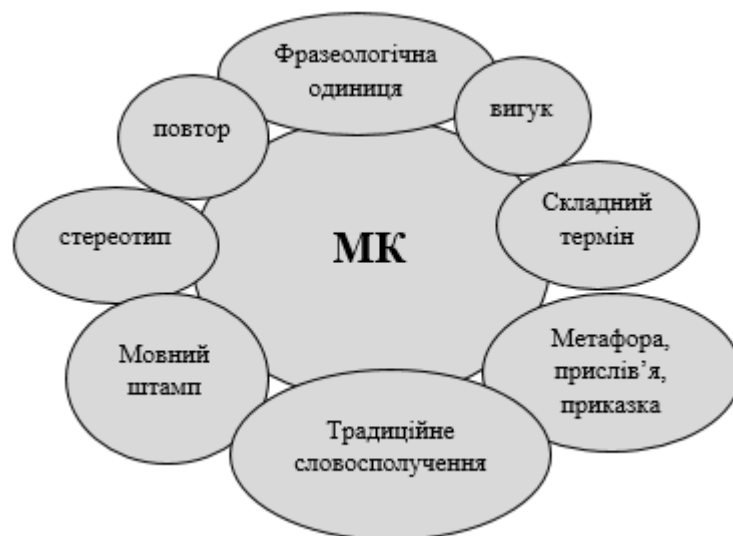 Фразеологічна
одиниця
повтор
вигук
стереотип
МК
Складний
термін
Мовний
штамп
Метафора,
прислів’я,
приказка
Традиційне
словосполучення